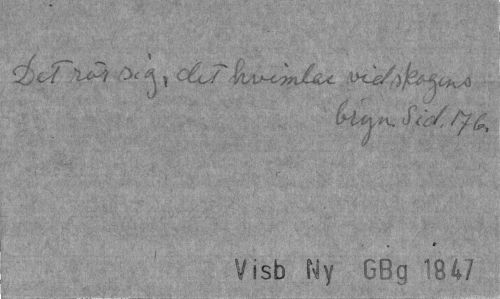 Det rör sig, det hvimlar vid skogens
bryn. Sid. 176.
Visb Ny GBg 1847